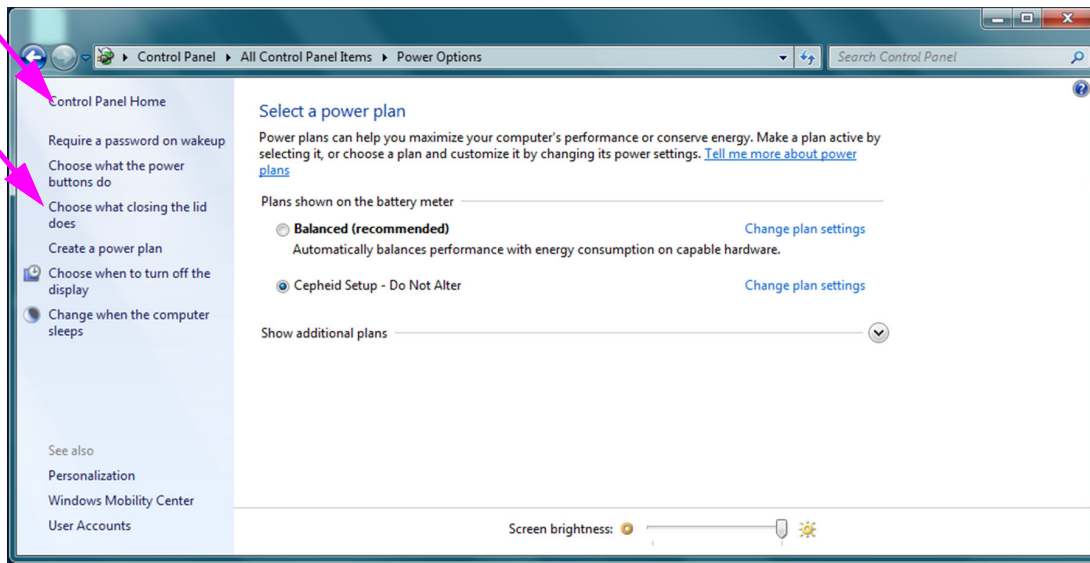 Control Panel ▸ All Control Panel Items ▸ Power Options
Search Control Panel
Control Panel Home
Require a password on wakeup
Choose what the power
buttons do
Choose what closing the lid
does
Create a power plan
Choose when to turn off the
display
Change when the computer
sleeps
See also
Personalization
Windows Mobility Center
User Accounts
Select a power plan
Power plans can help you maximize your computer's performance or conserve energy. Make a plan active by
selecting it, or choose a plan and customize it by changing its power settings. Tell me more about power
plans
Plans shown on the battery meter
Balanced (recommended) Change plan settings
Automatically balances performance with energy consumption on capable hardware.
Cepheid Setup - Do Not Alter Change plan settings
Show additional plans
Screen brightness: